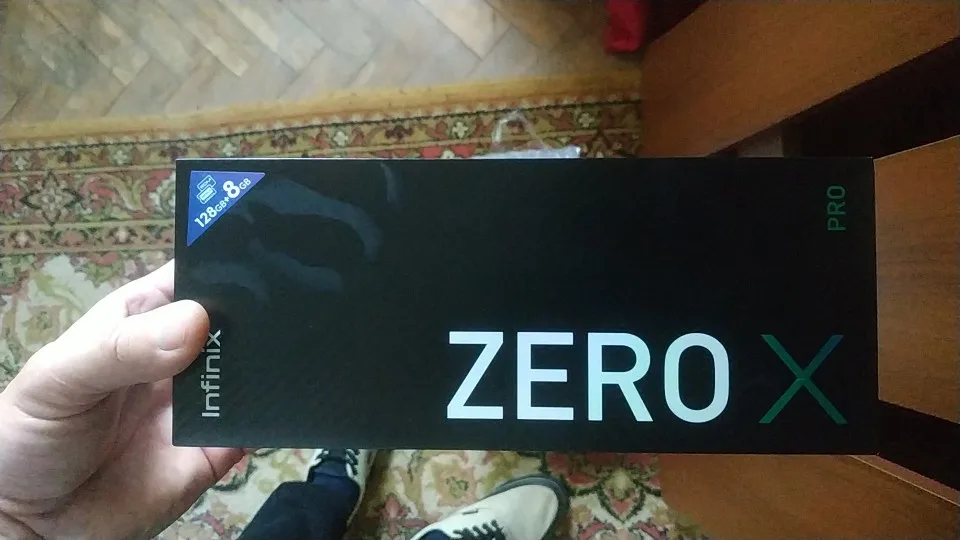 128GB+8GB
PRO
Infinix
ZERO X